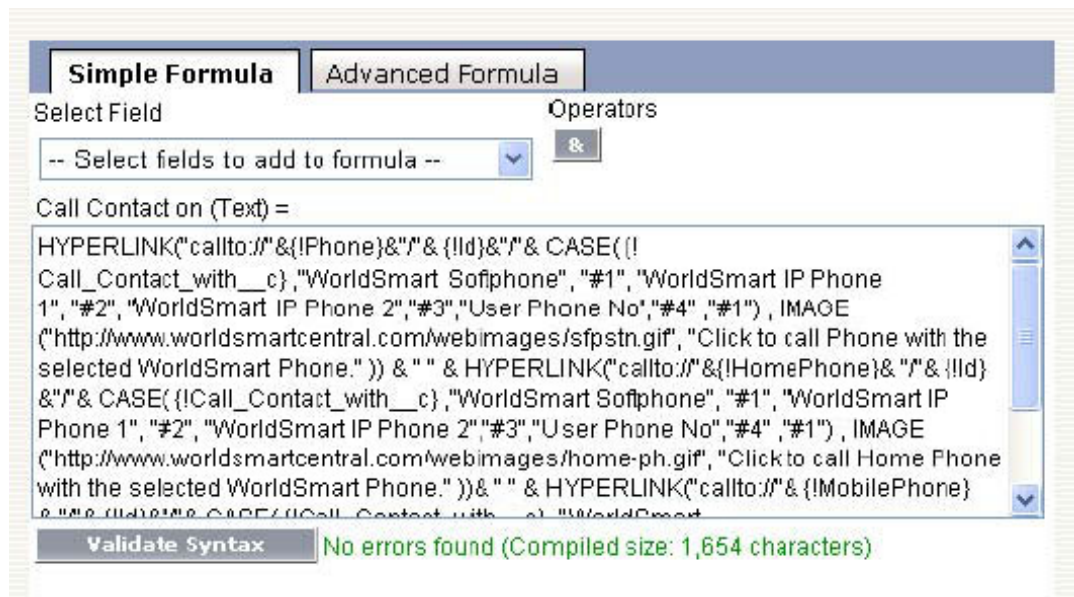 Simple Formula Advanced Formula
Select Field Operators
-- Select fields to add to formula -- &
Call Contact on (Text) =
HYPERLINK("callto://"&{!Phone}&"/"& {!Id}&"/"& CASE( {!
Call_Contact_with__c} ,"WorldSmart Softphone", "#1", "WorldSmart IP Phone
1", "#2", "WorldSmart IP Phone 2","#3","User Phone No","#4" ,"#1") , IMAGE
("http://www.worldsmartcentral.com/webimages/sfpstn.gif", "Click to call Phone with the
selected WorldSmart Phone." )) & " " & HYPERLINK("callto://"&{!HomePhone}& "/"& {!Id}
&"/"& CASE( {!Call_Contact_with__c} ,"WorldSmart Softphone", "#1", "WorldSmart IP
Phone 1", "#2", "WorldSmart IP Phone 2","#3","User Phone No","#4" ,"#1") , IMAGE
("http://www.worldsmartcentral.com/webimages/home-ph.gif", "Click to call Home Phone
with the selected WorldSmart Phone." ))& " " & HYPERLINK("callto://"& {!MobilePhone}
& "/"& {!Id}&"/"& CASE( {!Call_Contact_with__c} ,"WorldSmart
Validate Syntax No errors found (Compiled size: 1,654 characters)